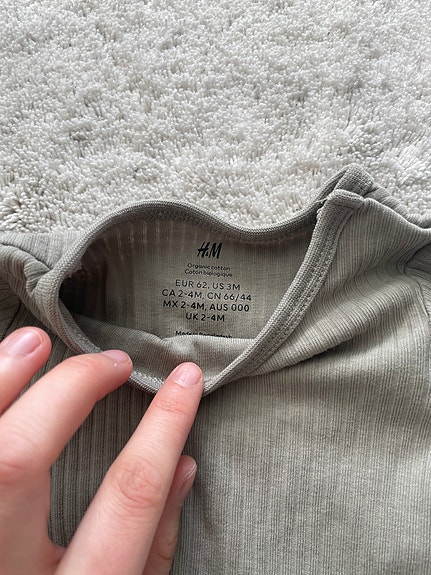 H&M
Organic cotton
Coton biologique
EUR 62, US 3M
CA 2-4M, CN 66/44
MX 2-4M, AUS 000
UK 2-4M